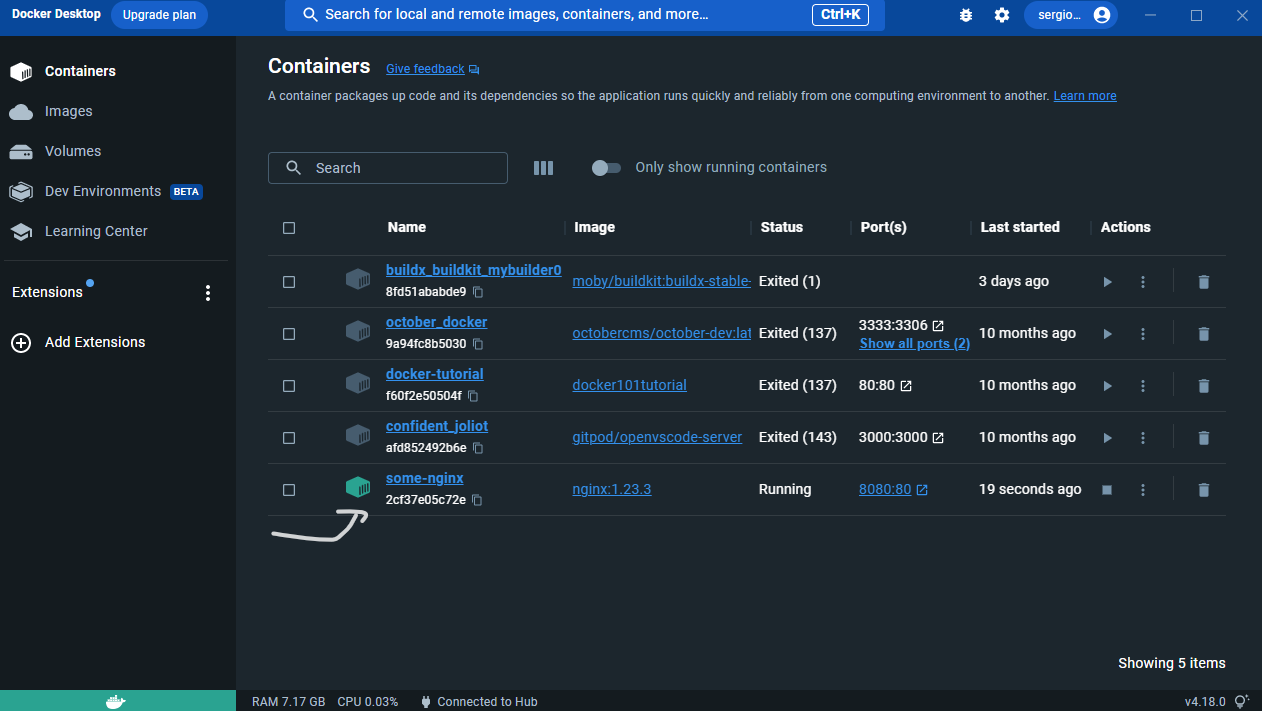 Docker Desktop Upgrade plan Search for local and remote images, containers, and more... Ctrl+K sergio...
Containers
Images
Volumes
Dev Environments BETA
Learning Center
Extensions
Add Extensions
Containers Give feedback
A container packages up code and its dependencies so the application runs quickly and reliably from one computing environment to another. Learn more
Search Only show running containers
Name Image Status Port(s) Last started Actions
buildx_buildkit_mybuilder0
8fd51ababde9 moby/buildkit:buildx-stable- Exited (1) 3 days ago
october_docker
9a94fc8b5030 octobercms/october-dev:lat Exited (137) 3333:3306 10 months ago
Show all ports (2)
docker-tutorial
f60f2e50504f docker101tutorial Exited (137) 80:80 10 months ago
confident_joliot
afd852492b6e gitpod/openvscode-server Exited (143) 3000:3000 10 months ago
some-nginx
2cf37e05c72e nginx:1.23.3 Running 8080:80 19 seconds ago
Showing 5 items
RAM 7.17 GB CPU 0.03% Connected to Hub v4.18.0